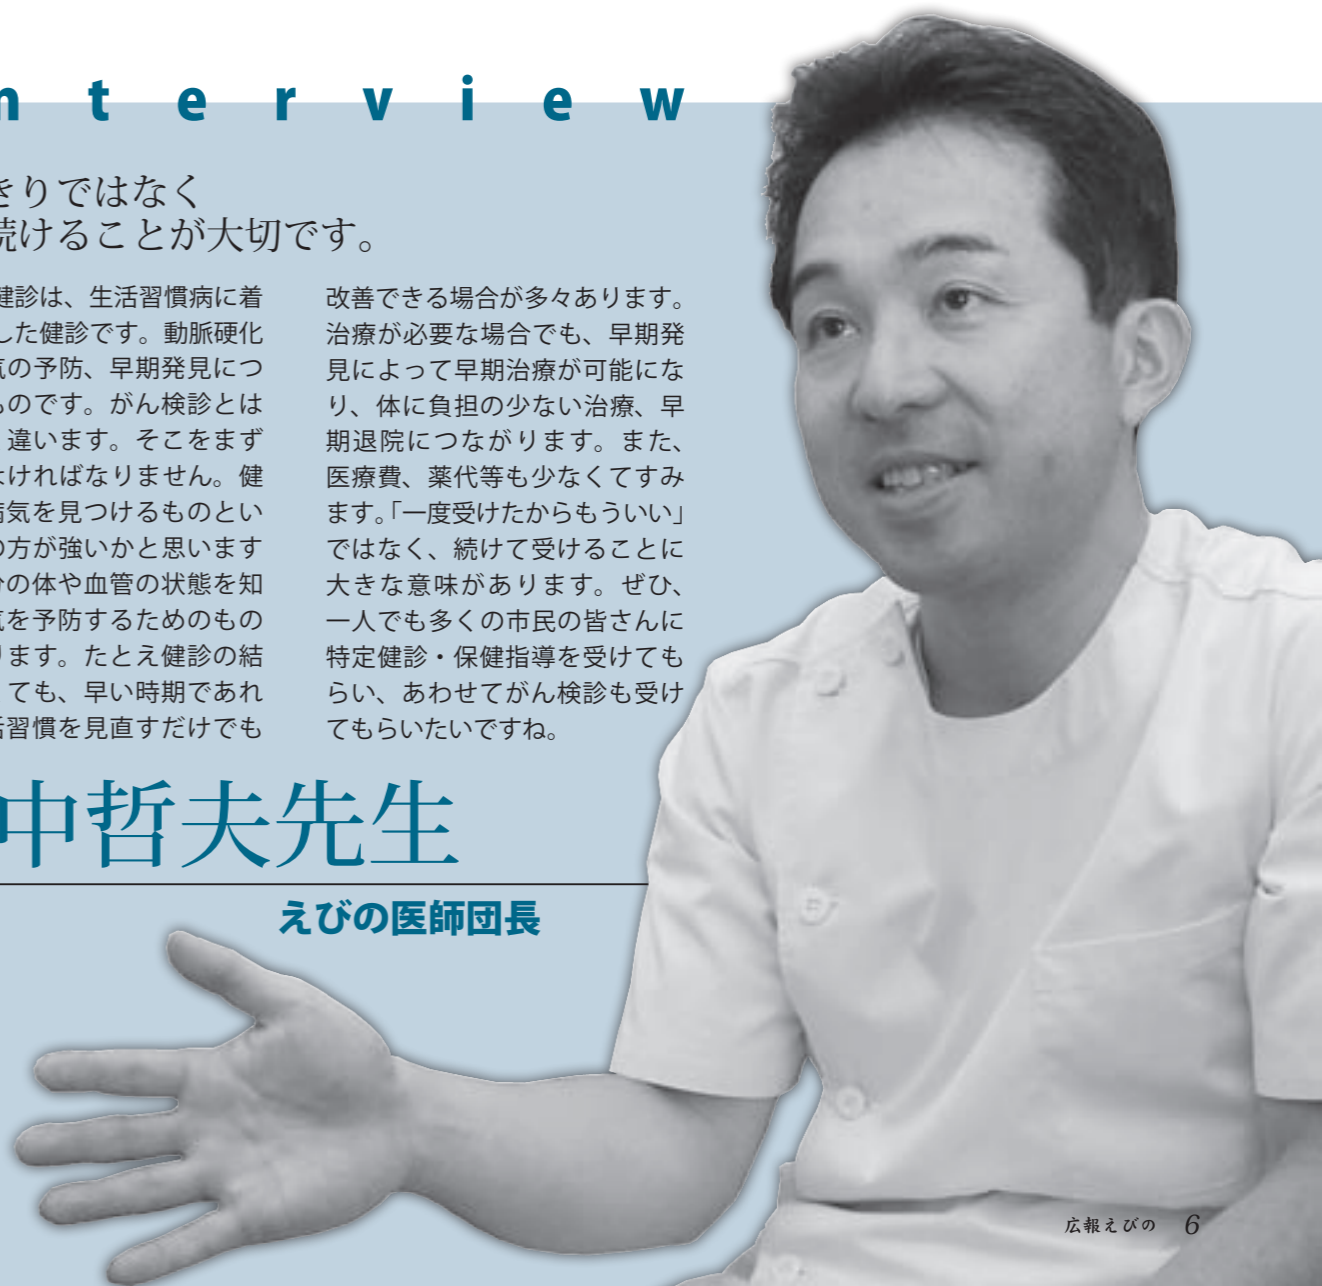 nterview
きりではなく
続けることが大切です。
健診は、生活習慣病に着
した健診です。動脈硬化
気の予防、早期発見につ
ものです。がん検診とは
違います。そこをまず
なければなりません。健
病気を見つけるものとい
の方が強いかと思います
分の体や血管の状態を知
気を予防するためのもの
ります。たとえ健診の結
ても、早い時期であれ
活習慣を見直すだけでも
改善できる場合が多々あります。
治療が必要な場合でも、早期発
見によって早期治療が可能にな
り、体に負担の少ない治療、早
期退院につながります。また、
医療費、薬代等も少なくてすみ
ます。「一度受けたからもういい」
ではなく、続けて受けることに
大きな意味があります。ぜひ、
一人でも多くの市民の皆さんに
特定健診・保健指導を受けても
らい、あわせてがん検診も受け
てもらいたいですね。
中哲夫先生
えびの医師団長
広報えびの 6